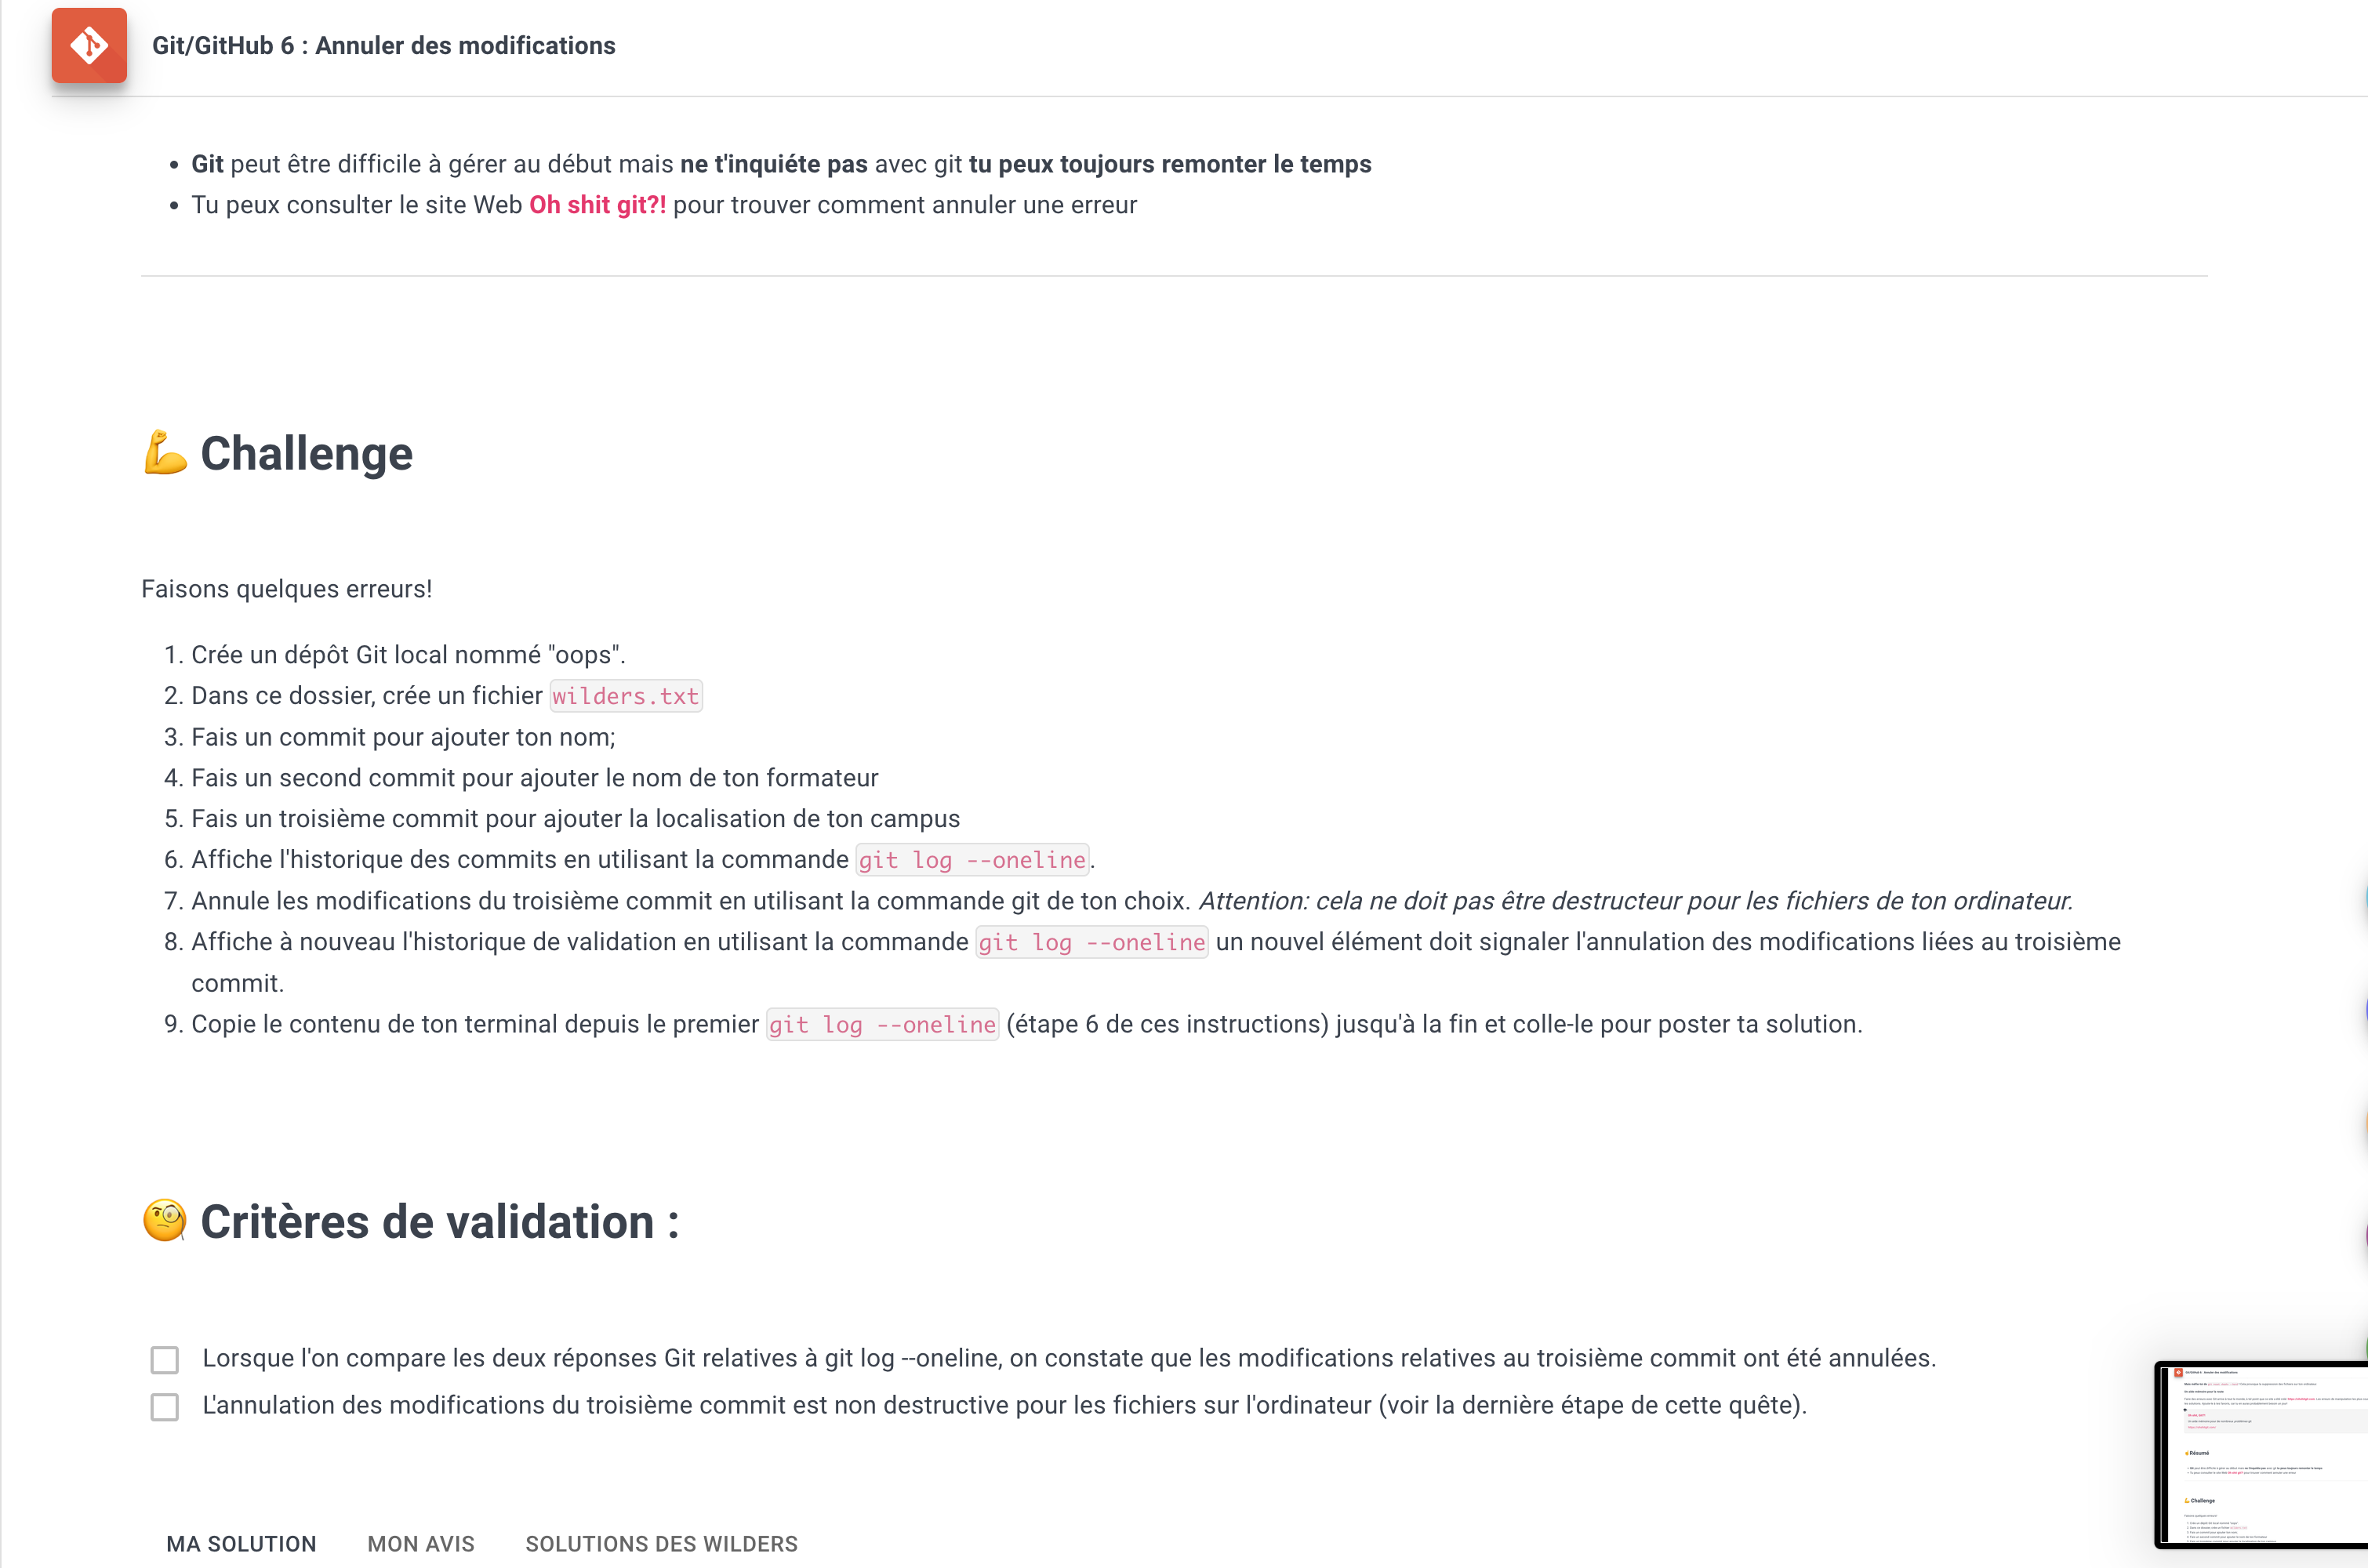 Git/GitHub 6 : Annuler des modifications
• Git peut être difficile à gérer au début mais ne t'inquiéte pas avec git tu peux toujours remonter le temps
• Tu peux consulter le site Web Oh shit git?! pour trouver comment annuler une erreur
💪 Challenge
Faisons quelques erreurs!
1. Crée un dépôt Git local nommé "oops".
2. Dans ce dossier, crée un fichier wilders.txt
3. Fais un commit pour ajouter ton nom;
4. Fais un second commit pour ajouter le nom de ton formateur
5. Fais un troisième commit pour ajouter la localisation de ton campus
6. Affiche l'historique des commits en utilisant la commande git log --oneline.
7. Annule les modifications du troisième commit en utilisant la commande git de ton choix. Attention: cela ne doit pas être destructeur pour les fichiers de ton ordinateur.
8. Affiche à nouveau l'historique de validation en utilisant la commande git log --oneline un nouvel élément doit signaler l'annulation des modifications liées au troisième
commit.
9. Copie le contenu de ton terminal depuis le premier git log --oneline (étape 6 de ces instructions) jusqu'à la fin et colle-le pour poster ta solution.
🧐 Critères de validation :
Lorsque l'on compare les deux réponses Git relatives à git log --oneline, on constate que les modifications relatives au troisième commit ont été annulées.
L'annulation des modifications du troisième commit est non destructive pour les fichiers sur l'ordinateur (voir la dernière étape de cette quête).
MA SOLUTION MON AVIS SOLUTIONS DES WILDERS
Résumé
Challenge